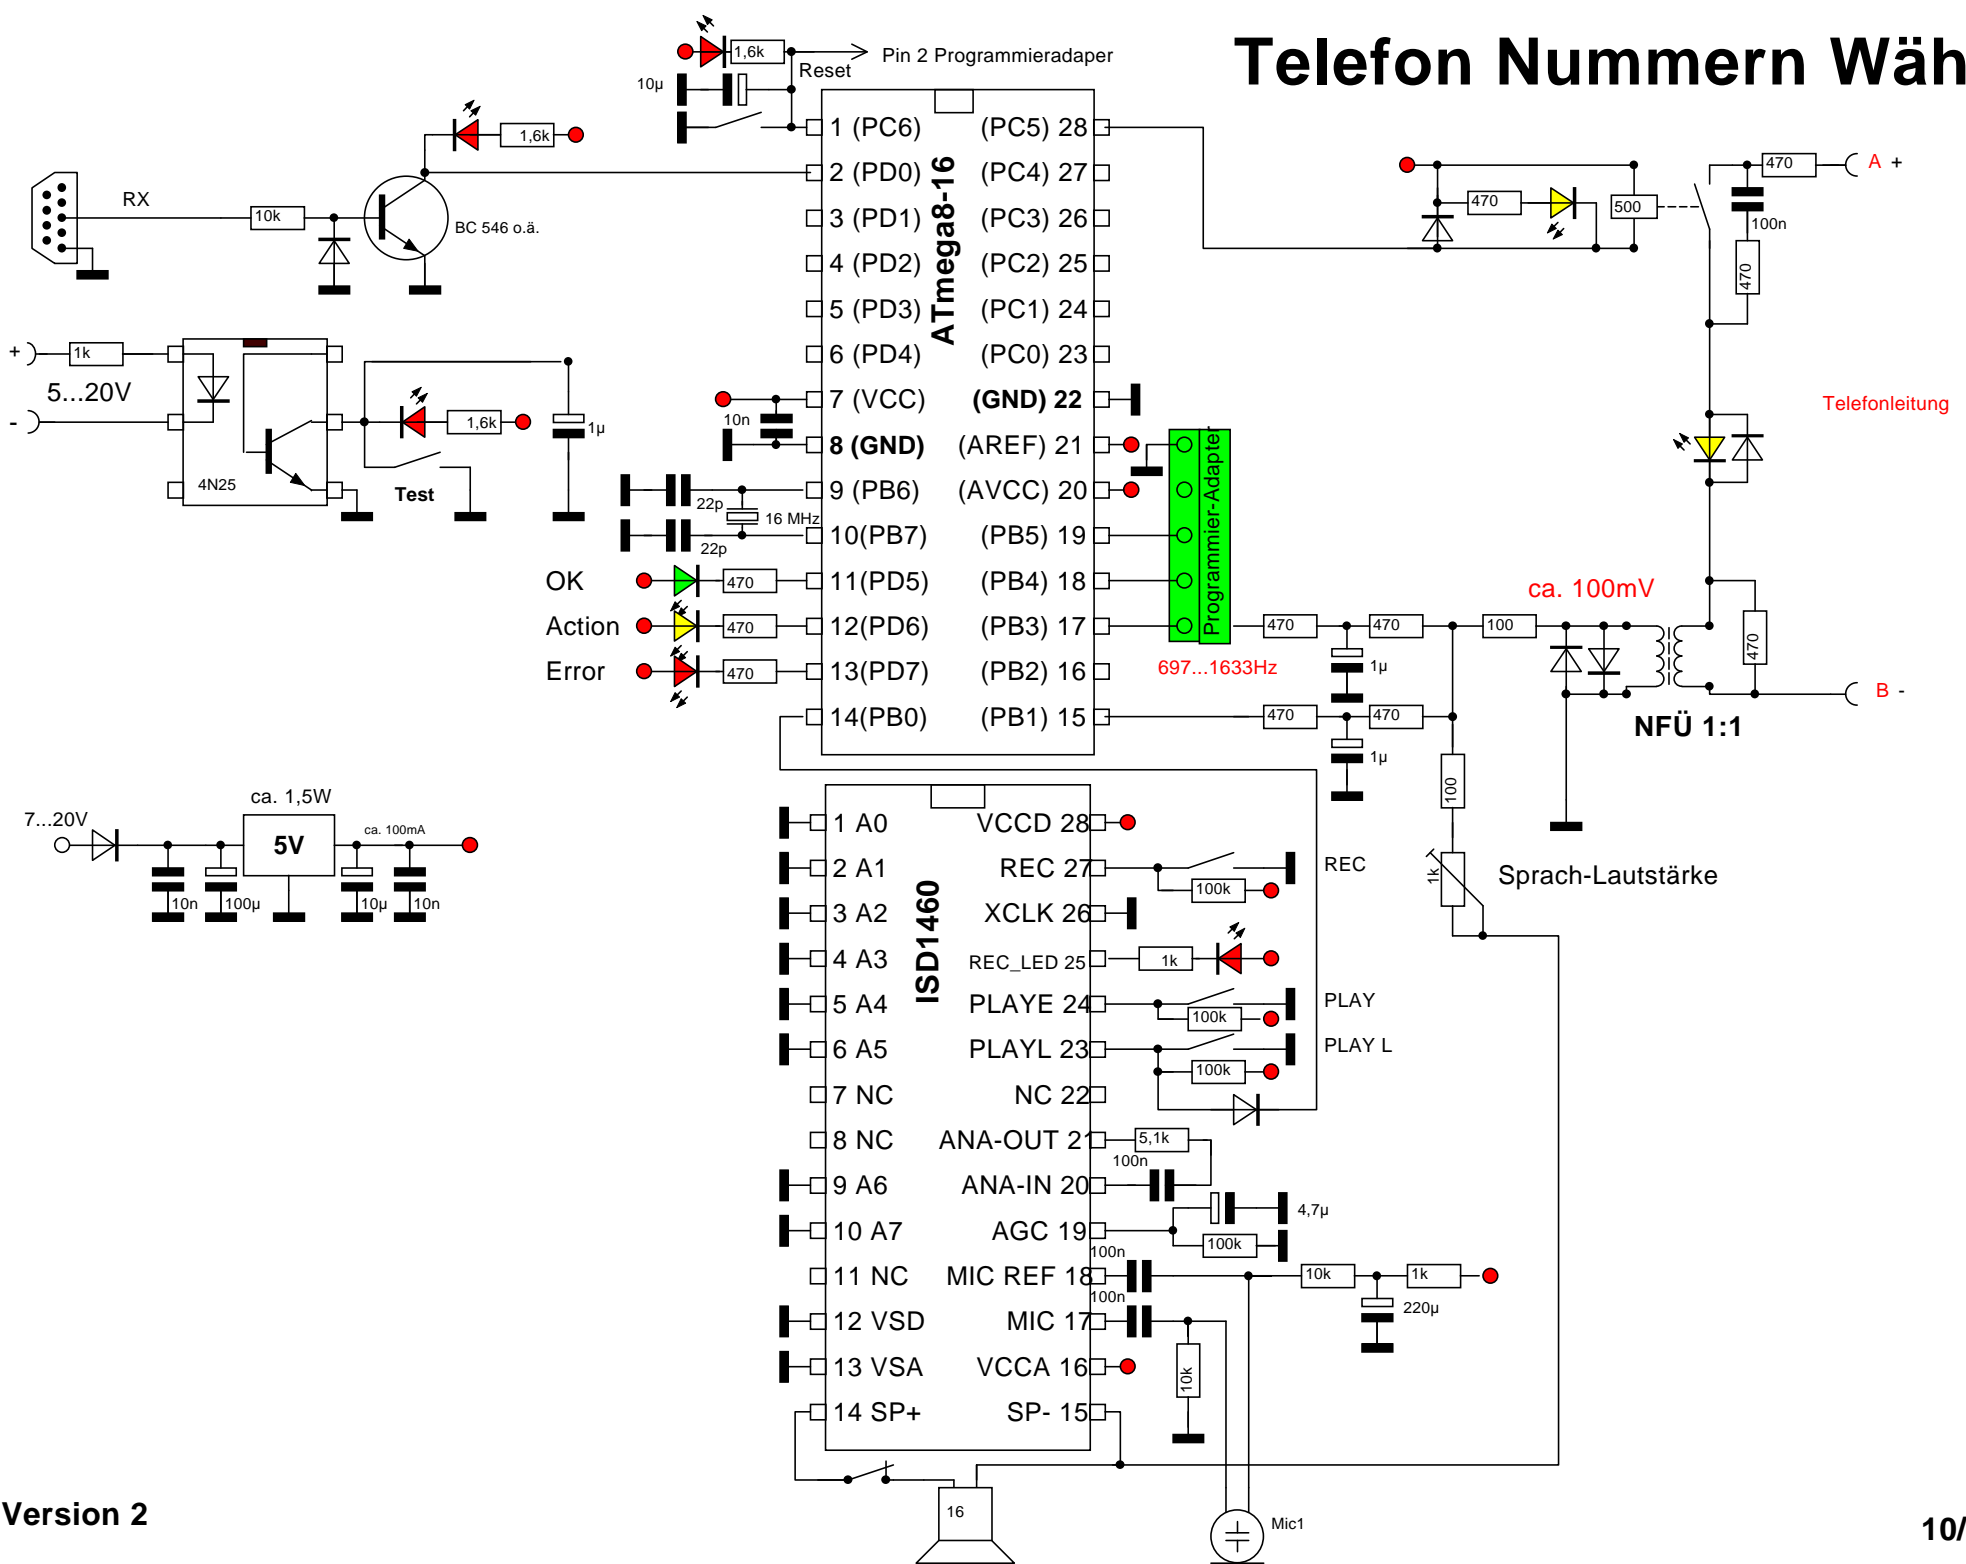 Telefon Nummern Wäh
1,6k
Pin 2 Programmieradaper
Reset
10µ
1,6k
RX
10k
BC 546 o.ä.
+
1k
5...20V
-
4N25
1,6k
1µ
Test
ATmega8-16
1 (PC6)
2 (PD0)
3 (PD1)
4 (PD2)
5 (PD3)
6 (PD4)
7 (VCC)
8 (GND)
9 (PB6)
10(PB7)
11(PD5)
12(PD6)
13(PD7)
14(PB0)
(PC5) 28
(PC4) 27
(PC3) 26
(PC2) 25
(PC1) 24
(PC0) 23
(GND) 22
(AREF) 21
(AVCC) 20
(PB5) 19
(PB4) 18
(PB3) 17
(PB2) 16
(PB1) 15
10n
22p
16 MHz
22p
OK
470
Action
470
Error
470
Programmier-Adapter
697...1633Hz
470
470
1µ
470
470
1µ
100
100
1k
Sprach-Lautstärke
ca. 100mV
NFÜ 1:1
470
470
500
470
A +
100n
470
Telefonleitung
B -
7...20V
ca. 1,5W
5V
ca. 100mA
10n
100µ
10µ
10n
ISD1460
1 A0
2 A1
3 A2
4 A3
5 A4
6 A5
7 NC
8 NC
9 A6
10 A7
11 NC
12 VSD
13 VSA
14 SP+
VCCD 28
REC 27
XCLK 26
REC_LED 25
PLAYE 24
PLAYL 23
NC 22
ANA-OUT 21
ANA-IN 20
AGC 19
MIC REF 18
MIC 17
VCCA 16
SP- 15
REC
100k
1k
PLAY
100k
PLAY L
100k
5,1k
100n
4,7µ
100k
100n
100n
10k
1k
220µ
10k
16
Mic1
Version 2
10/